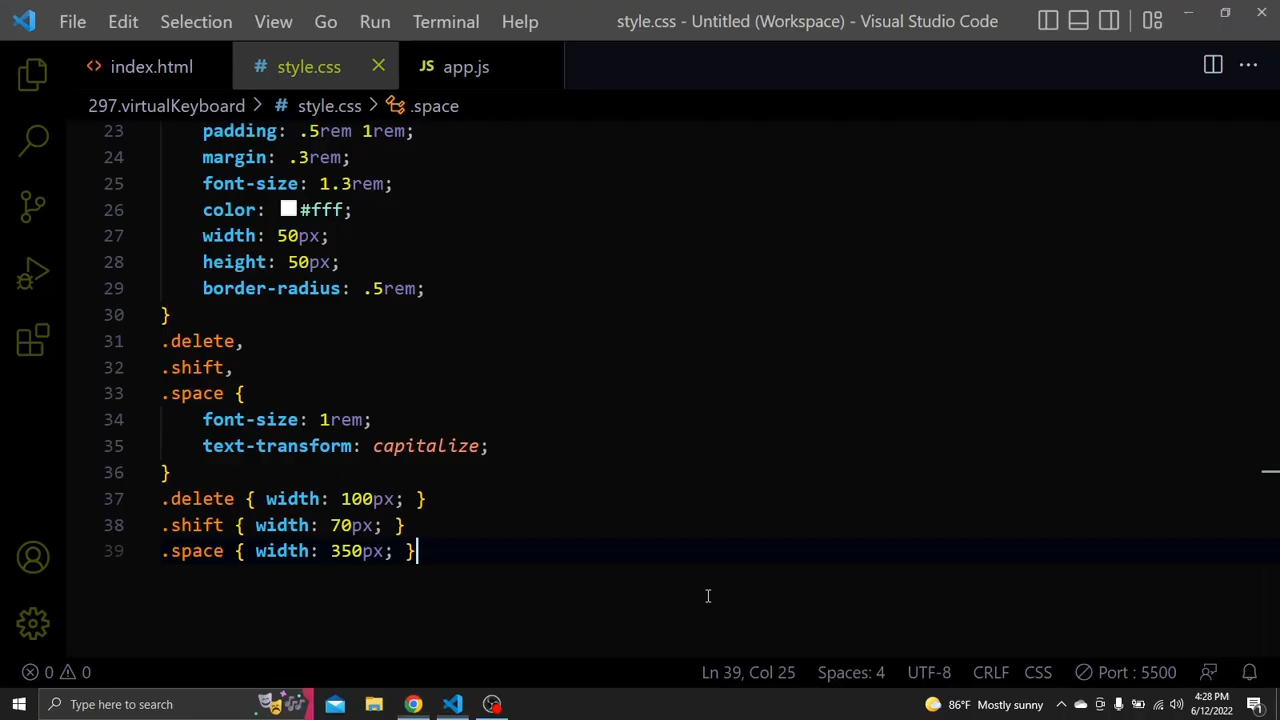 File Edit Selection View Go Run Terminal Help style.css - Untitled (Workspace) - Visual Studio Code
index.html # style.css JS app.js
297.virtualKeyboard > # style.css > .space
23 padding: .5rem 1rem;
24 margin: .3rem;
25 font-size: 1.3rem;
26 color: #fff;
27 width: 50px;
28 height: 50px;
29 border-radius: .5rem;
30 }
31 .delete,
32 .shift,
33 .space {
34 font-size: 1rem;
35 text-transform: capitalize;
36 }
37 .delete { width: 100px; }
38 .shift { width: 70px; }
39 .space { width: 350px; }
0 0 Ln 39, Col 25 Spaces: 4 UTF-8 CRLF CSS Port : 5500
Type here to search 86°F Mostly sunny 4:28 PM
6/12/2022